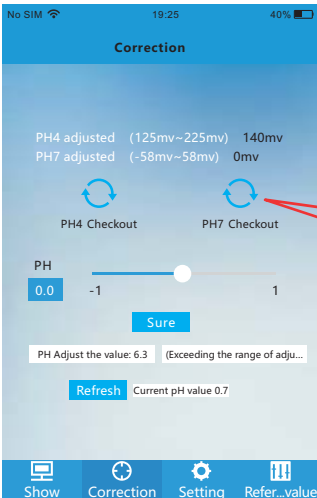 No SIM 19:25 40%
Correction
PH4 adjusted (125mv~225mv) 140mv
PH7 adjusted (-58mv~58mv) 0mv
PH4 Checkout PH7 Checkout
PH
0.0 -1 1
Sure
PH Adjust the value: 6.3 (Exceeding the range of adju...
Refresh Current pH value 0.7
Show Correction Setting Refer...value